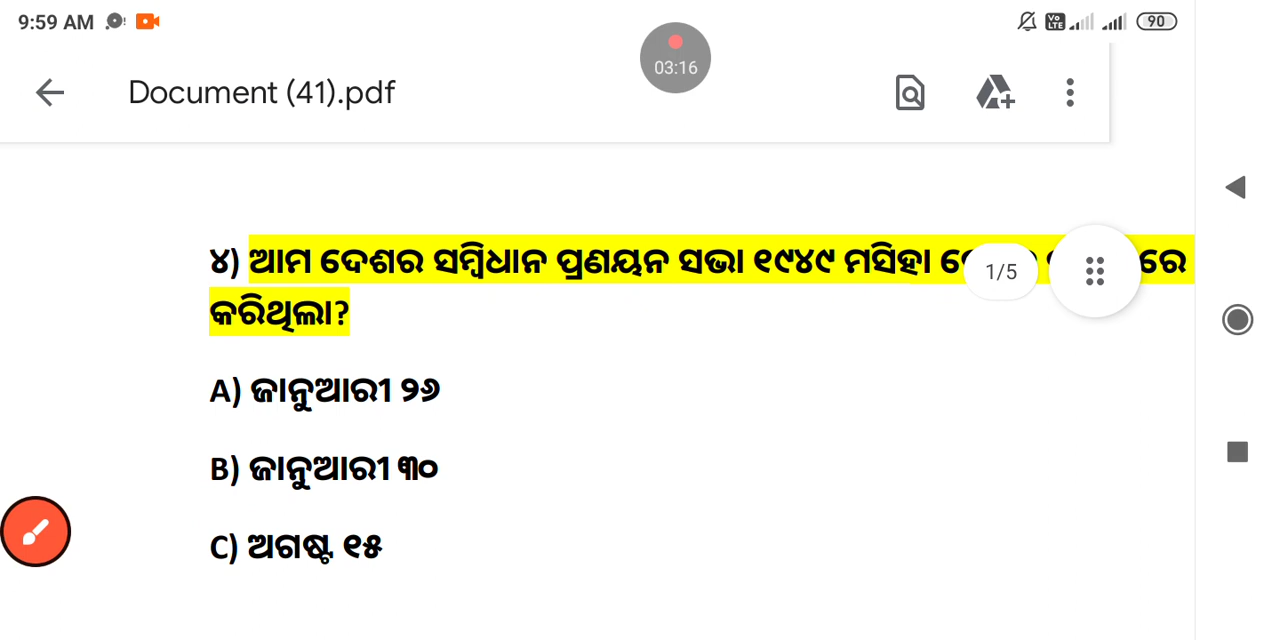 9:59 AM VoLTE 90
03:16
Document (41).pdf
୪) ଆମ ଦେଶର ସମ୍ବିଧାନ ପ୍ରଣୟନ ସଭା ୧୯୪୯ ମସିହା ରେ
1/5
କରିଥିଲା?
A) ଜାନୁଆରୀ ୨୬
B) ଜାନୁଆରୀ ୩୦
C) ଅଗଷ୍ଟ ୧୫